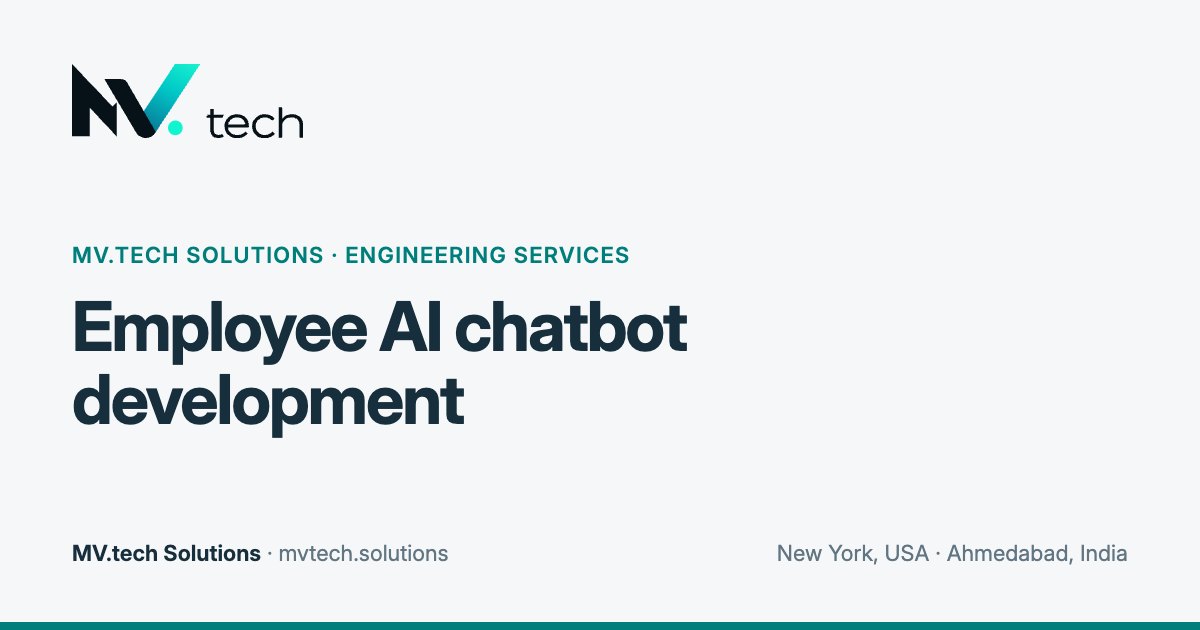 MV. tech
MV.TECH SOLUTIONS · ENGINEERING SERVICES
Employee AI chatbot
development
MV.tech Solutions · mvtech.solutions
New York, USA · Ahmedabad, India